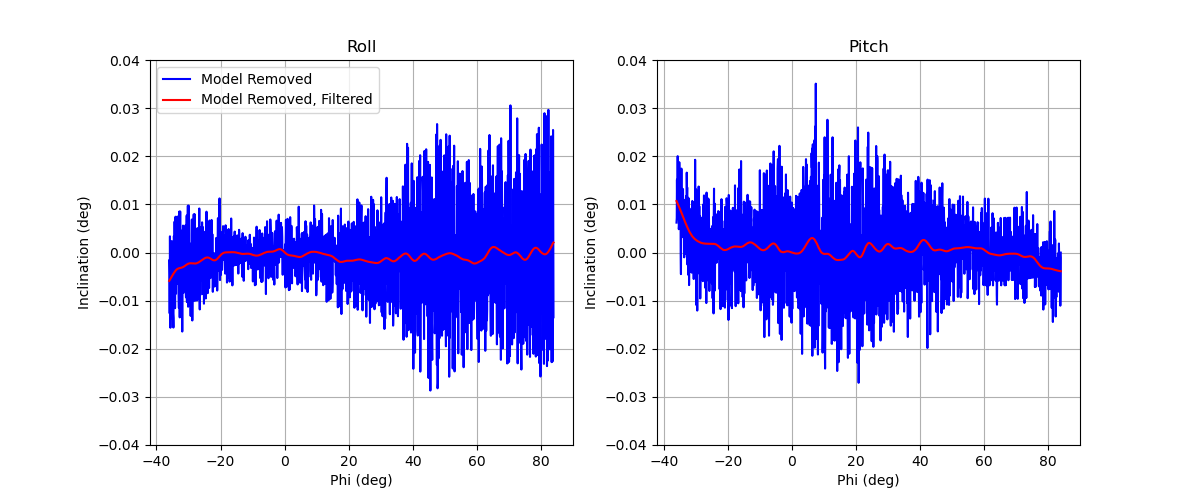 Roll
Pitch
Model Removed
Model Removed, Filtered
0.04
0.03
0.02
0.01
0.00
−0.01
−0.02
−0.03
−0.04
Inclination (deg)
−40 −20 0 20 40 60 80
Phi (deg)
0.04
0.03
0.02
0.01
0.00
−0.01
−0.02
−0.03
−0.04
Inclination (deg)
−40 −20 0 20 40 60 80
Phi (deg)